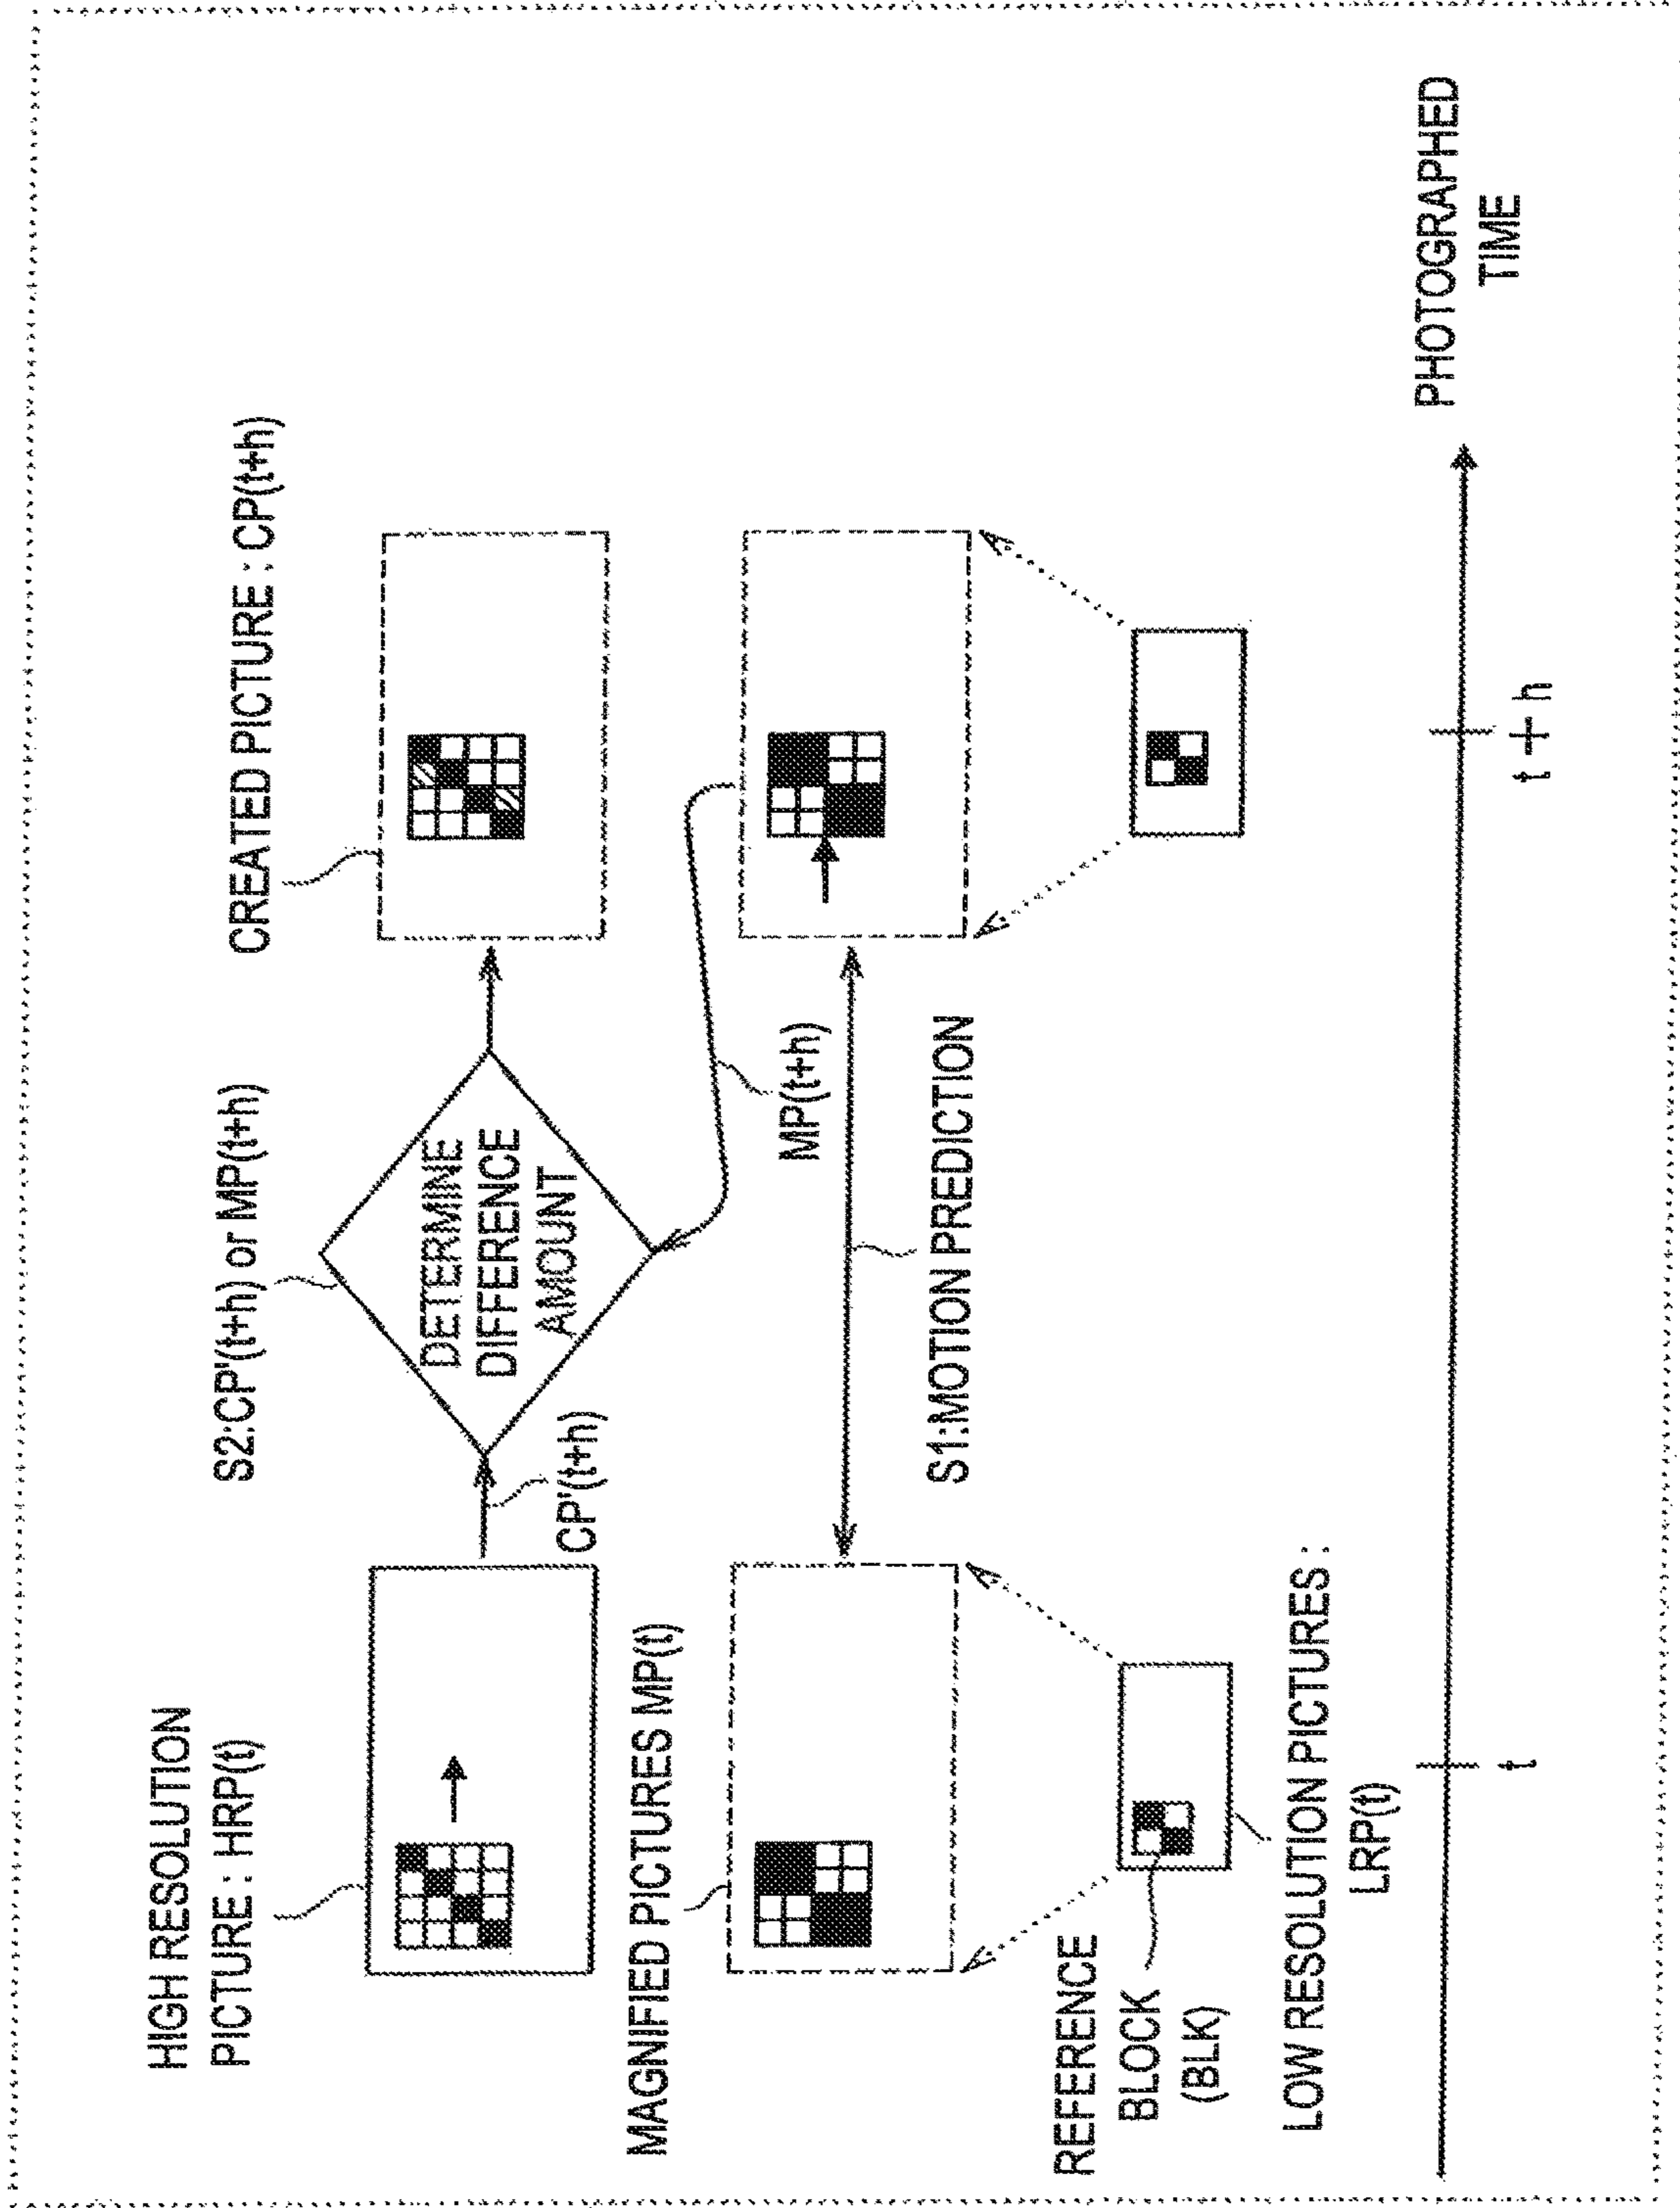 HIGH RESOLUTION
PICTURE : HRP(t)
S2:CP'(t+h) or MP(t+h)
CREATED PICTURE : CP(t+h)
DETERMINE
DIFFERENCE
AMOUNT
CP'(t+h)
MAGNIFIED PICTURES MP(t)
MP(t+h)
S1:MOTION PREDICTION
REFERENCE
BLOCK
(BLK)
LOW RESOLUTION PICTURES :
LRP(t)
t
t+h
PHOTOGRAPHED
TIME